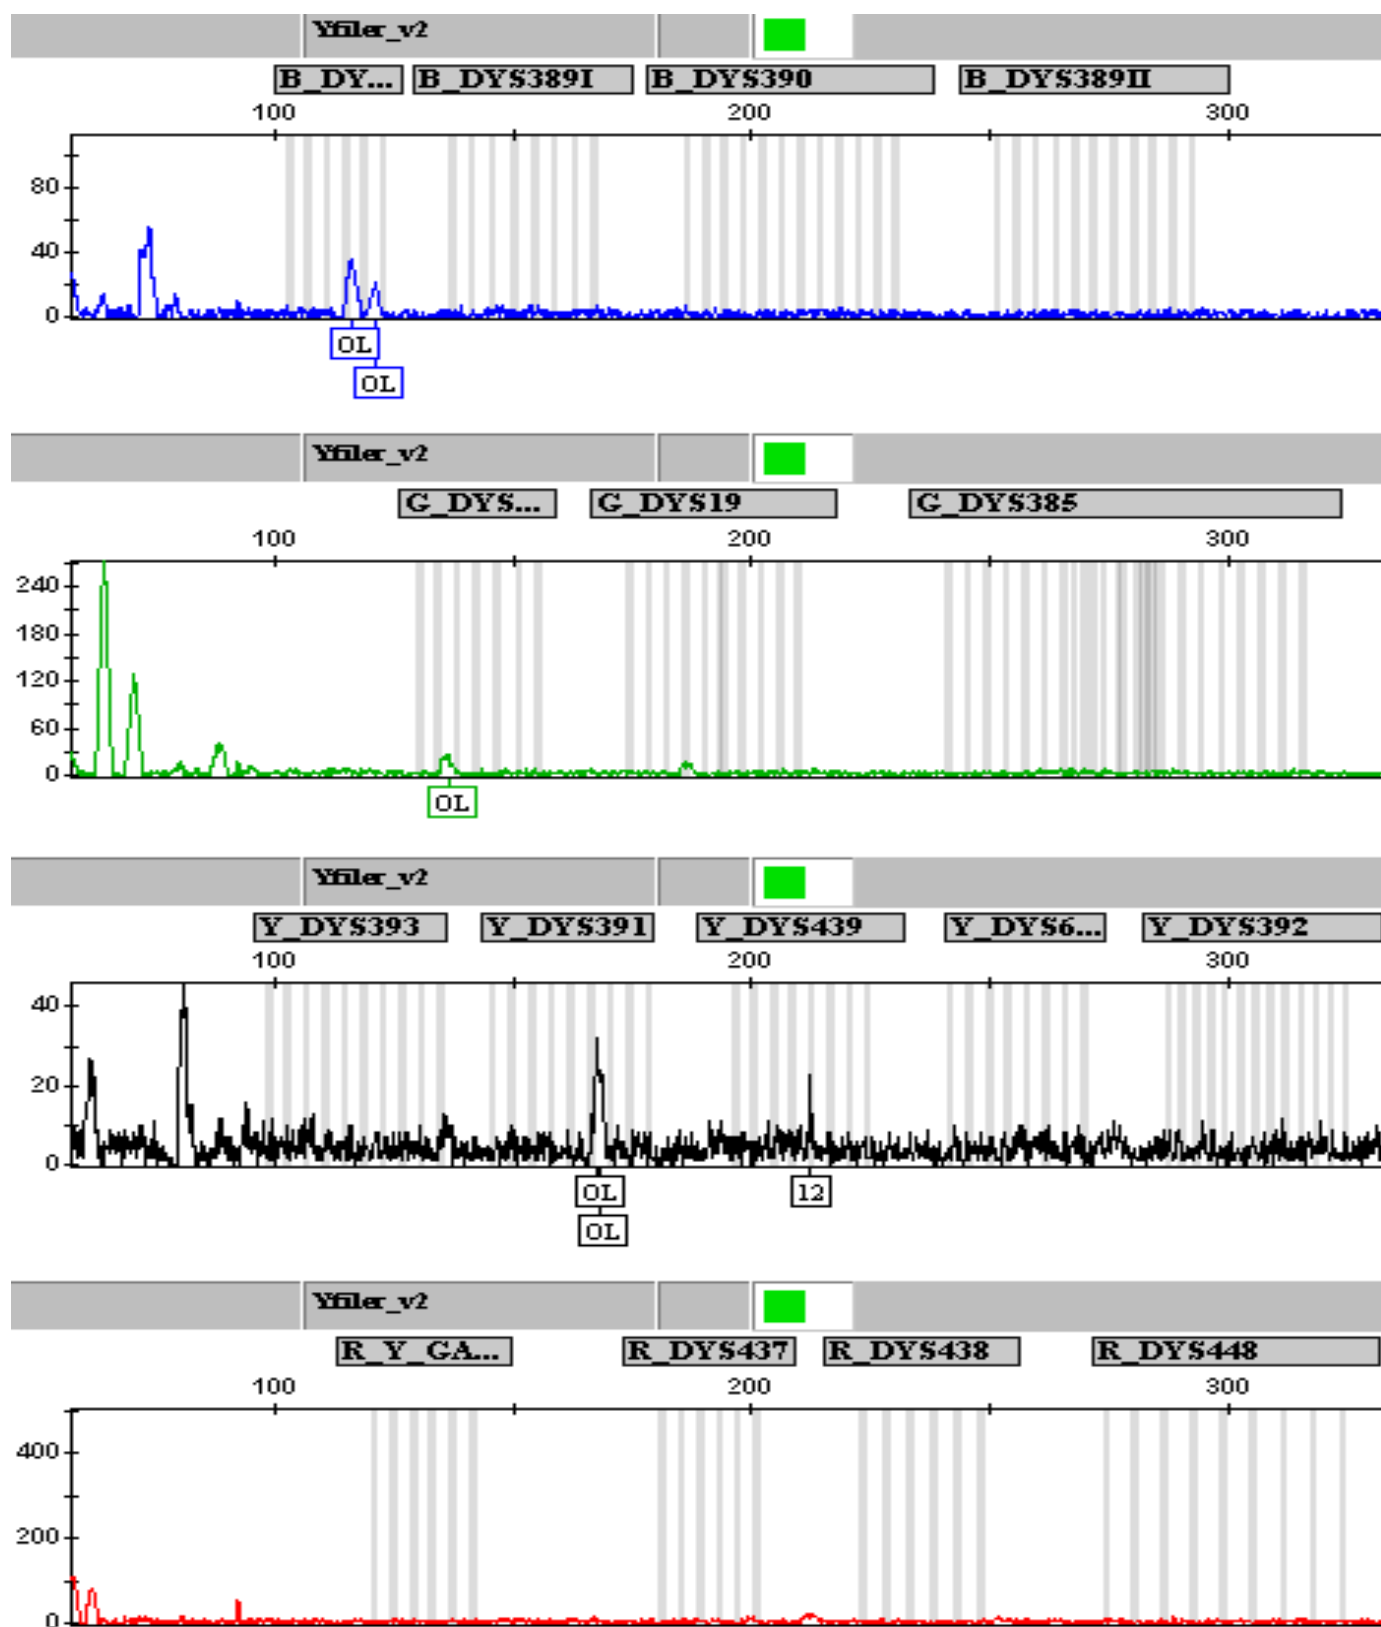 Yfiler_v2
B_DY... B_DYS389I B_DYS390 B_DYS389II
100 200 300
80
40
0
OL
OL
Yfiler_v2
G_DYS... G_DYS19 G_DYS385
100 200 300
240
180
120
60
0
OL
Yfiler_v2
Y_DYS393 Y_DYS391 Y_DYS439 Y_DYS6... Y_DYS392
100 200 300
40
20
0
OL 12
OL
Yfiler_v2
R_Y_GA... R_DYS437 R_DYS438 R_DYS448
100 200 300
400
200
0